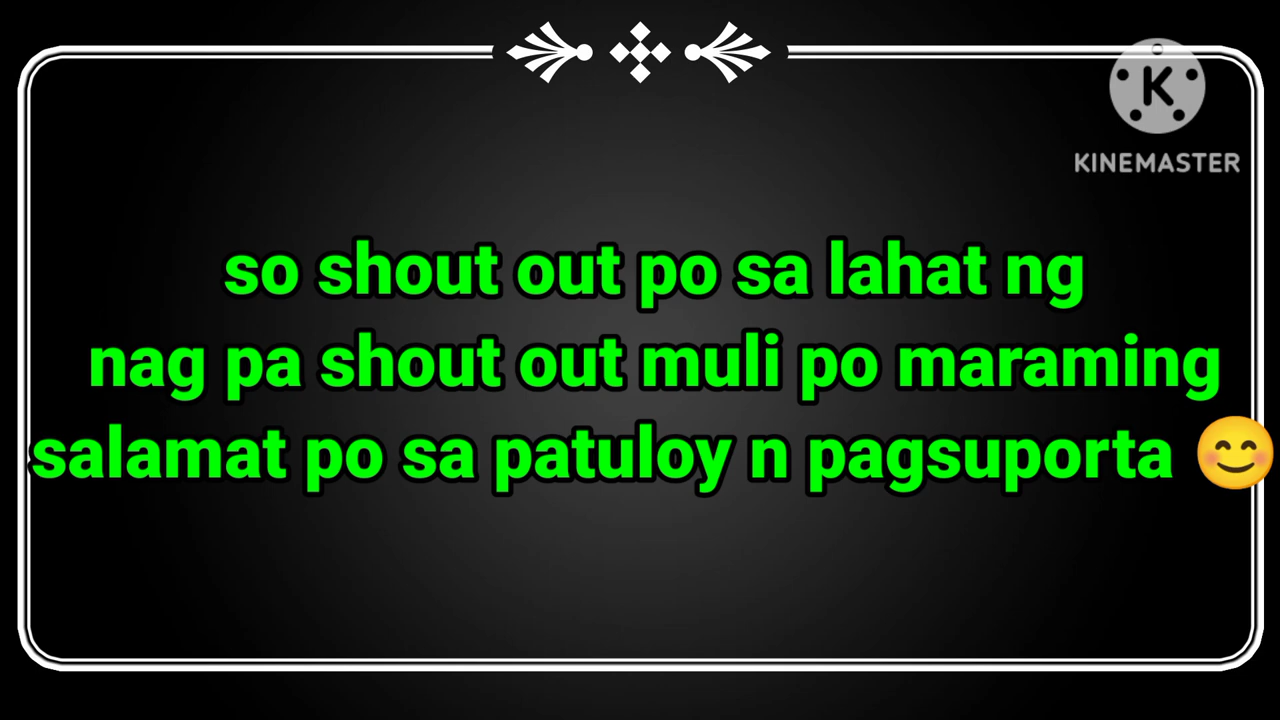 K
KINEMASTER
so shout out po sa lahat ng
nag pa shout out muli po maraming
salamat po sa patuloy n pagsuporta 😊